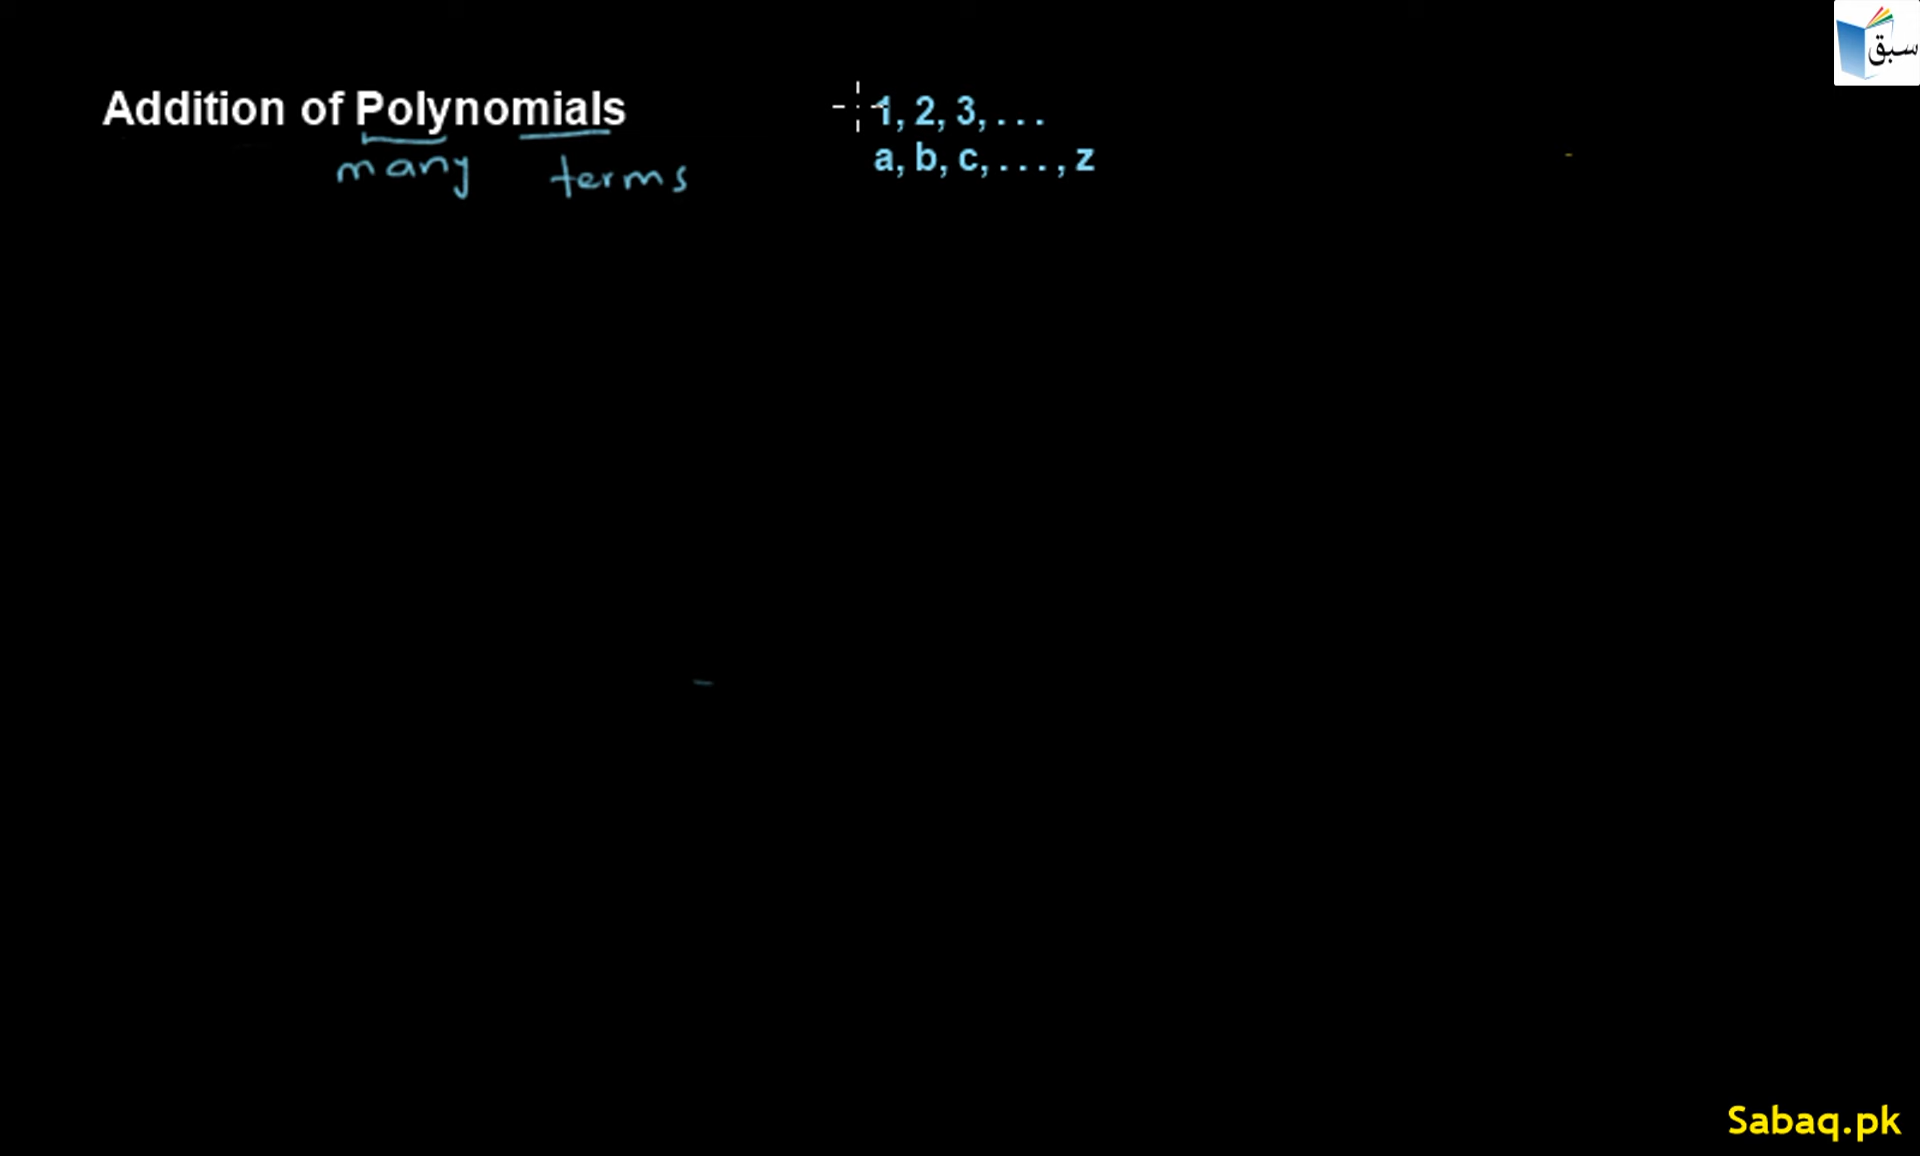 Addition of Polynomials
many terms
1, 2, 3, . . .
a, b, c, . . . , z
سبق
Sabaq.pk